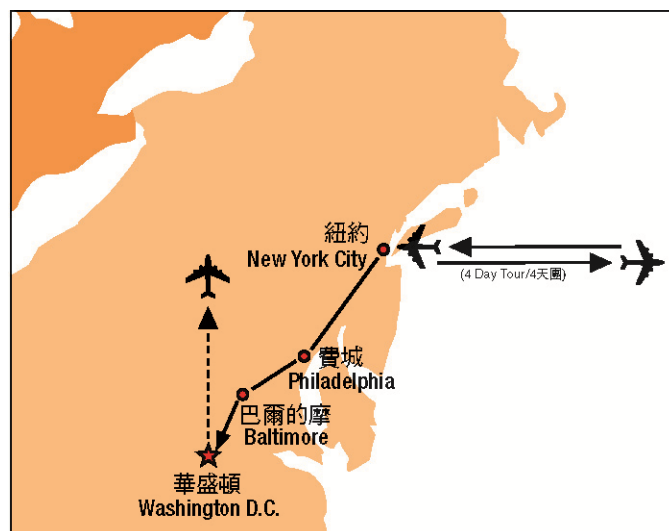 紐約
New York City
(4 Day Tour/4天團)
費城
Philadelphia
巴爾的摩
Baltimore
華盛頓
Washington D.C.